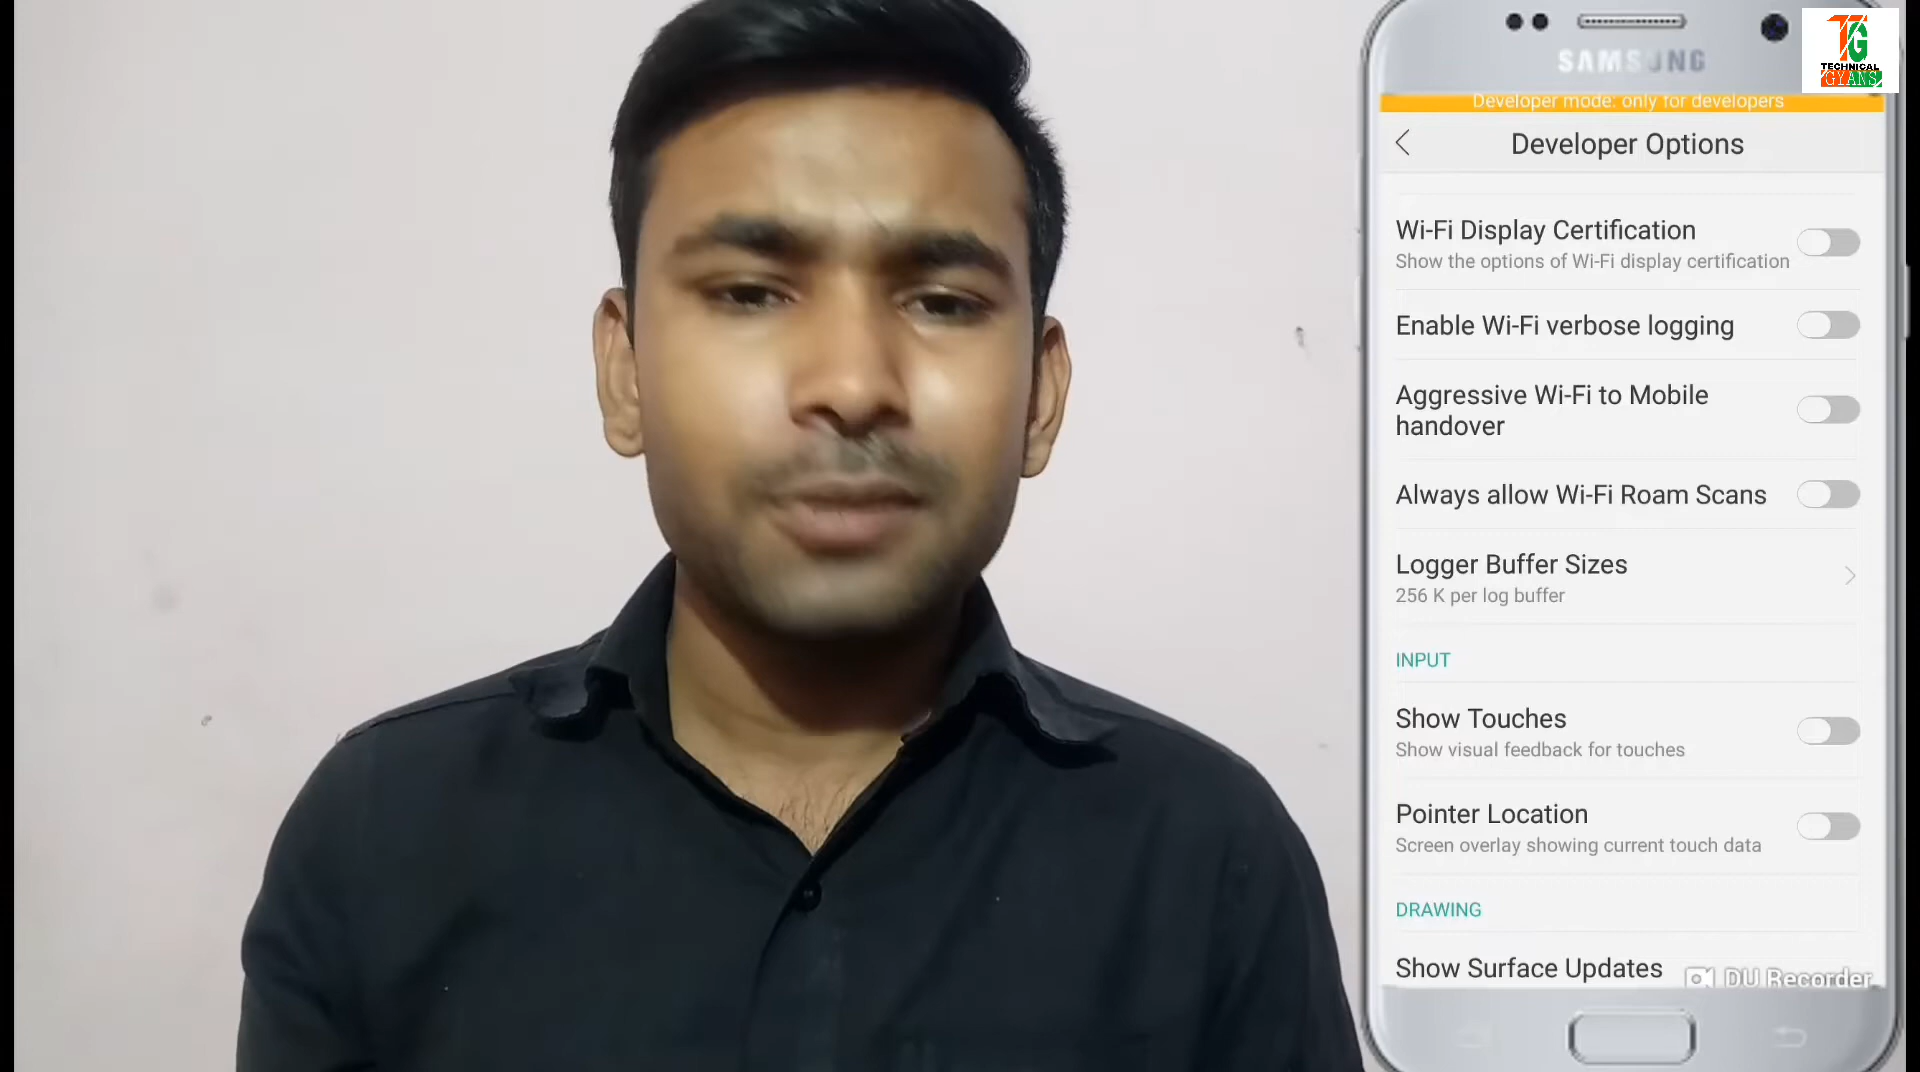 SAMSUNG
TG
TECHNICAL
GYANS
Developer mode: only for developers
Developer Options
Wi-Fi Display Certification
Show the options of Wi-Fi display certification
Enable Wi-Fi verbose logging
Aggressive Wi-Fi to Mobile
handover
Always allow Wi-Fi Roam Scans
Logger Buffer Sizes
256 K per log buffer
INPUT
Show Touches
Show visual feedback for touches
Pointer Location
Screen overlay showing current touch data
DRAWING
Show Surface Updates
DU Recorder